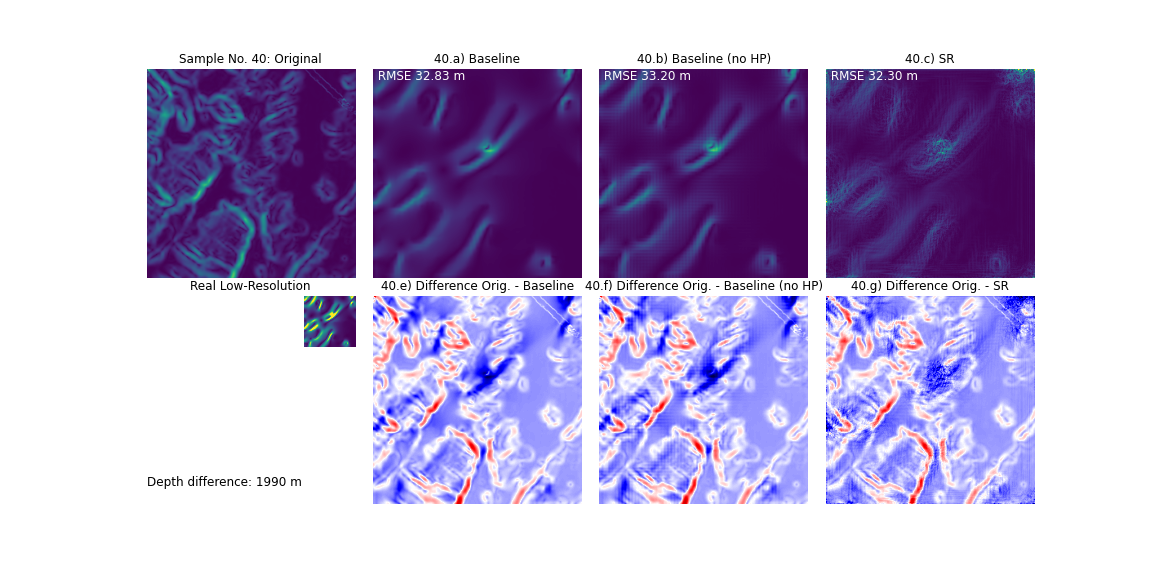 Sample No. 40: Original
40.a) Baseline
40.b) Baseline (no HP)
40.c) SR
RMSE 32.83 m
RMSE 33.20 m
RMSE 32.30 m
Real Low-Resolution
40.e) Difference Orig. - Baseline
40.f) Difference Orig. - Baseline (no HP)
40.g) Difference Orig. - SR
Depth difference: 1990 m